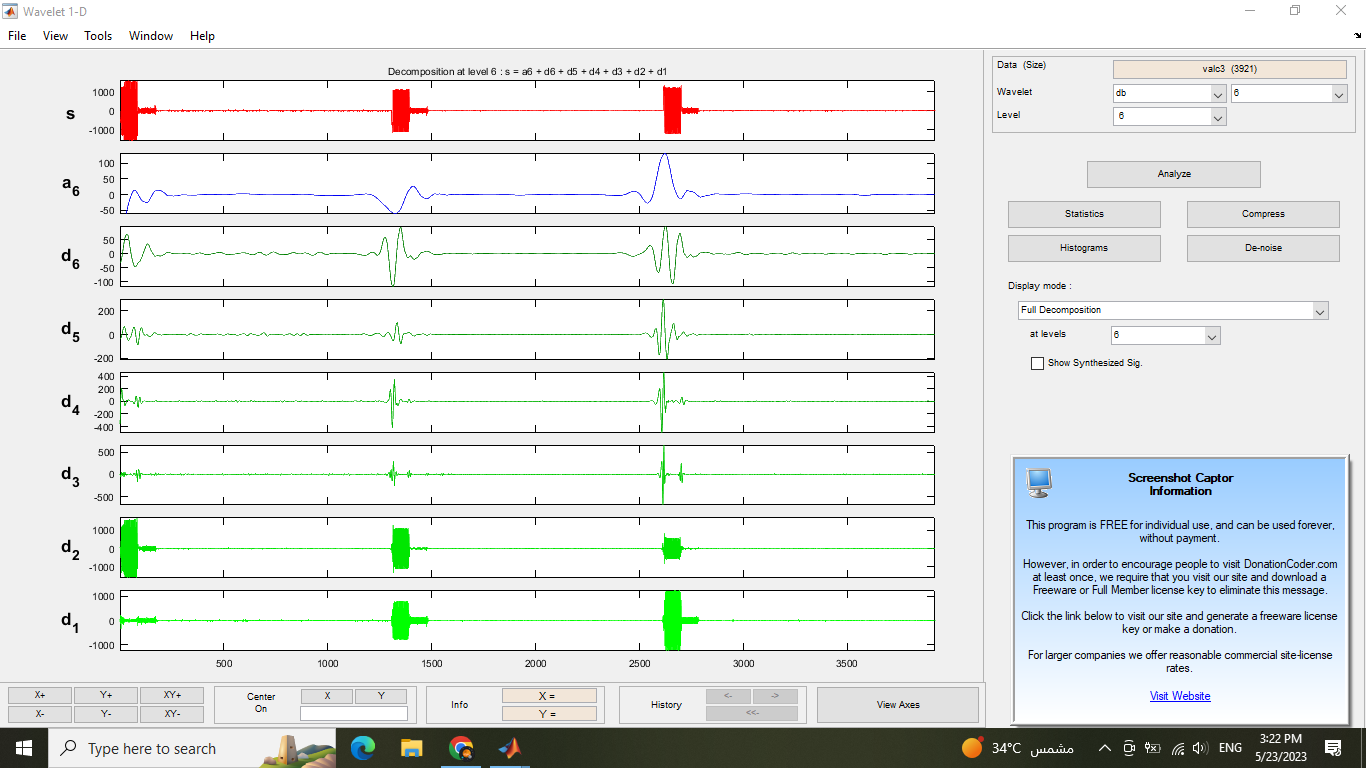 Wavelet 1-D
File View Tools Window Help
Decomposition at level 6 : s = a6 + d6 + d5 + d4 + d3 + d2 + d1
s
1000
0
-1000
a6
100
50
0
-50
d6
50
0
-50
-100
d5
200
0
-200
d4
400
200
0
-200
-400
d3
500
0
-500
d2
1000
0
-1000
d1
1000
0
-1000
500 1000 1500 2000 2500 3000 3500
Data (Size) valc3 (3921)
Wavelet db 6
Level 6
Analyze
Statistics Compress
Histograms De-noise
Display mode :
Full Decomposition
at levels 6
Show Synthesized Sig.
Screenshot Captor
Information
This program is FREE for individual use, and can be used forever,
without payment.
However, in order to encourage people to visit DonationCoder.com
at least once, we require that you visit our site and download a
Freeware or Full Member license key to eliminate this message.
Click the link below to visit our site and generate a freeware license
key or make a donation.
For larger companies we offer reasonable commercial site-license
rates.
Visit Website
X+ Y+ XY+
X- Y- XY-
Center
On
X Y
Info
X =
Y =
History
<- ->
<<-
View Axes
Type here to search
34°C مشمس
ENG
3:22 PM
5/23/2023